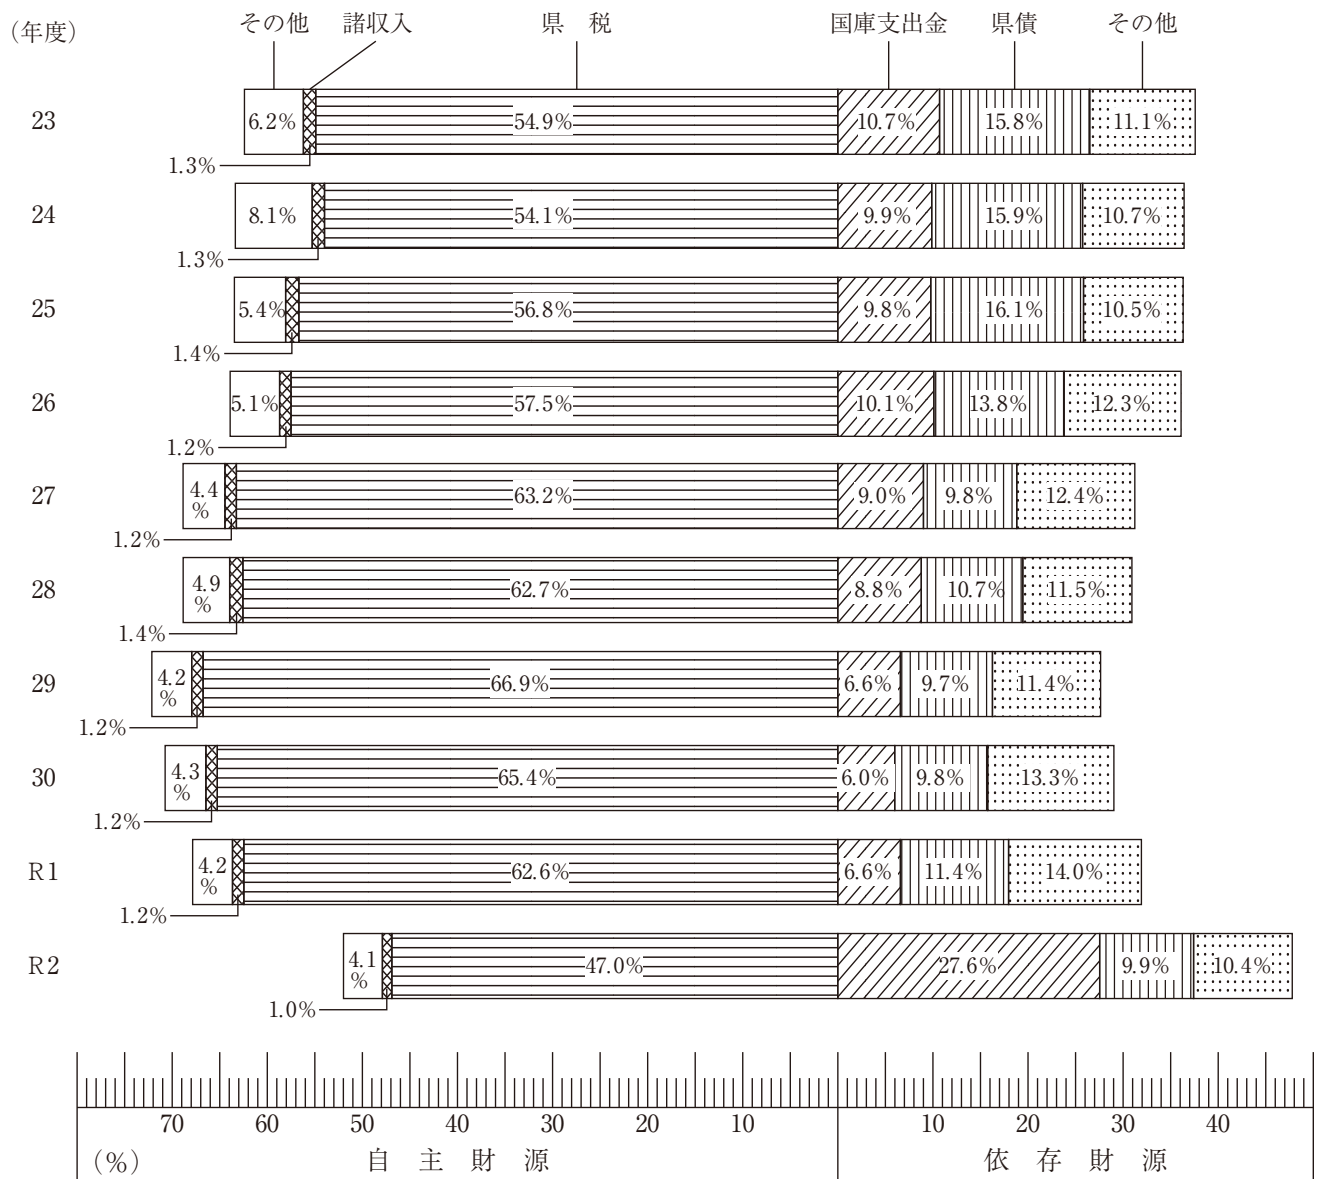 (年度) その他 諸収入 県 税 国庫支出金 県債 その他
23 6.2% 54.9% 10.7% 15.8% 11.1%
1.3%
24 8.1% 54.1% 9.9% 15.9% 10.7%
1.3%
25 5.4% 56.8% 9.8% 16.1% 10.5%
1.4%
26 5.1% 57.5% 10.1% 13.8% 12.3%
1.2%
27 4.4% 63.2% 9.0% 9.8% 12.4%
1.2%
28 4.9% 62.7% 8.8% 10.7% 11.5%
1.4%
29 4.2% 66.9% 6.6% 9.7% 11.4%
1.2%
30 4.3% 65.4% 6.0% 9.8% 13.3%
1.2%
R1 4.2% 62.6% 6.6% 11.4% 14.0%
1.2%
R2 4.1% 47.0% 27.6% 9.9% 10.4%
1.0%
70 60 50 40 30 20 10 10 20 30 40
(%) 自 主 財 源 依 存 財 源